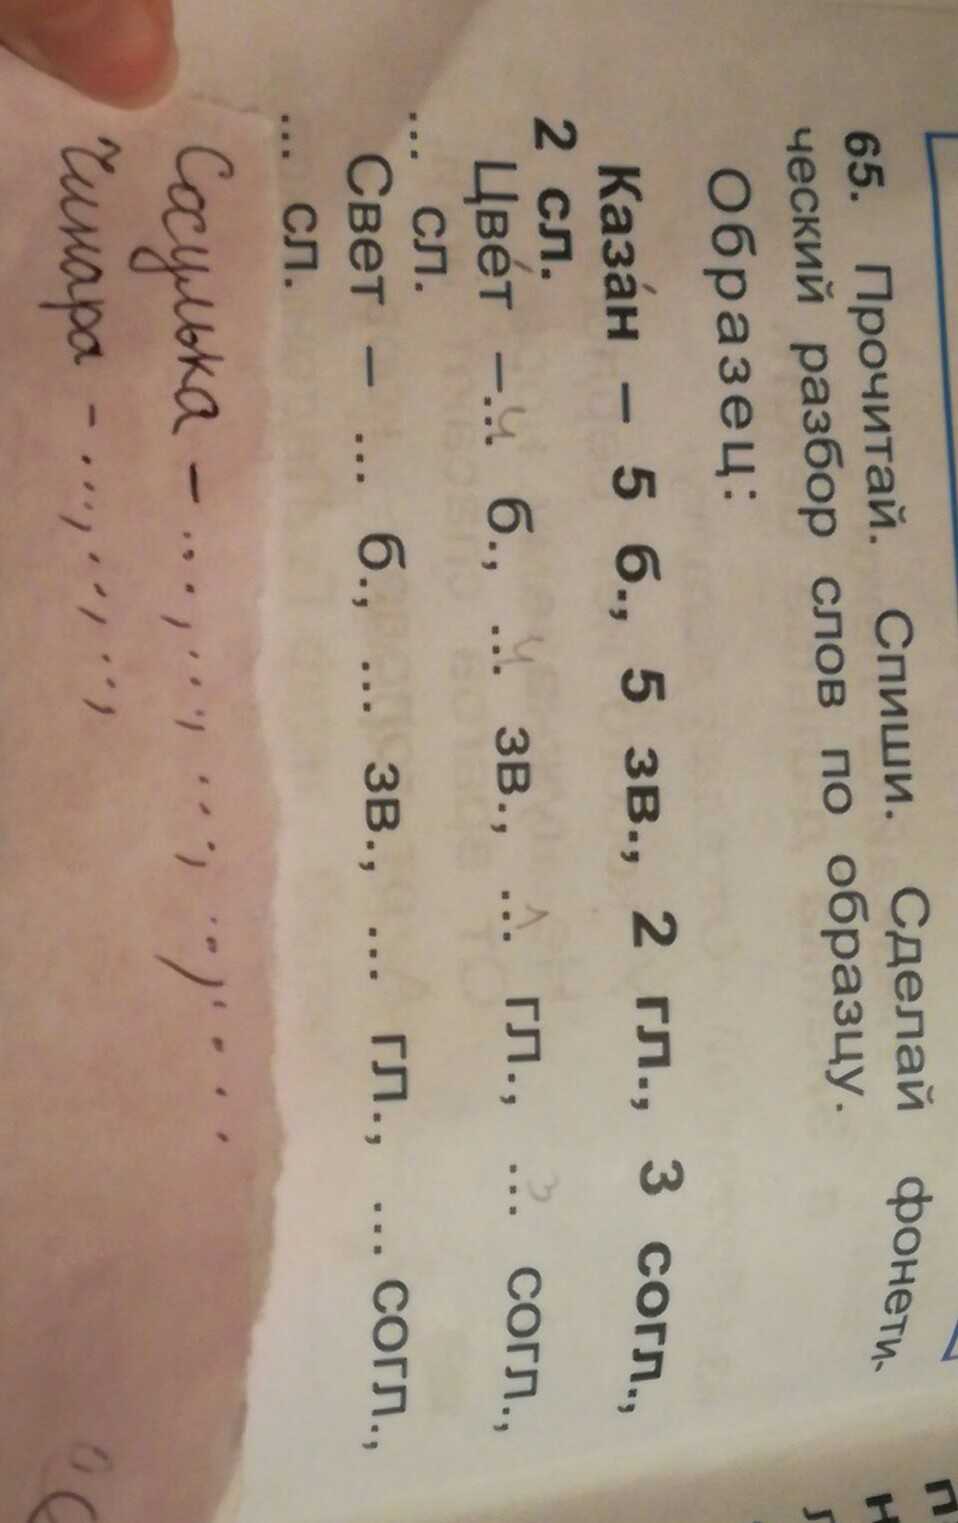 65. Прочитай. Спиши. Сделай фонети-
ческий разбор слов по образцу.
Образец:
Каза́н – 5 б., 5 зв., 2 гл., 3 согл.,
2 сл.
Цве́т – ...4 б., ...4 зв., ...1 гл., ...3 согл.,
... сл.
Свет – ... б., ... зв., ... гл., ... согл.,
... сл.
Сосулька - ..., ..., ..., ..., ...
Чинара - ..., ..., ...,